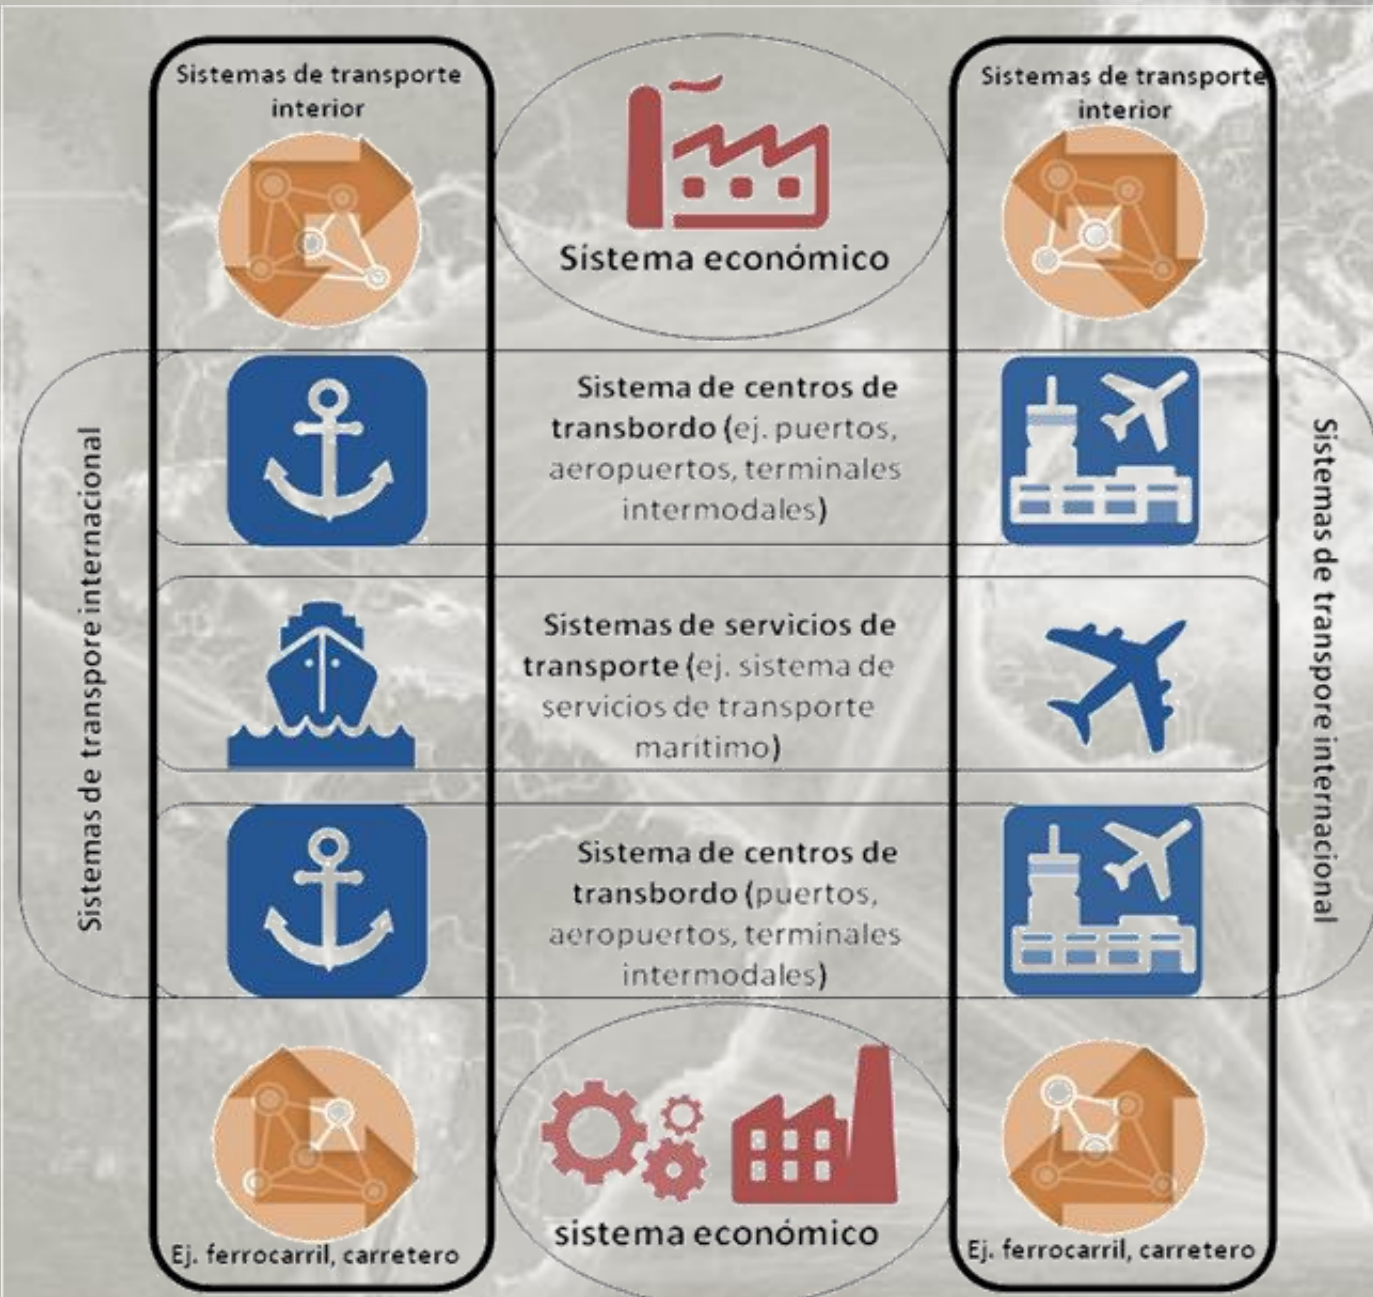 Sistemas de transporte
interior
Sistemas de transporte
interior
Sistema económico
Sistemas de transpore internacional
Sistema de centros de
transbordo (ej. puertos,
aeropuertos, terminales
intermodales)
Sistemas de transpore internacional
Sistemas de servicios de
transporte (ej. sistema de
servicios de transporte
marítimo)
Sistema de centros de
transbordo (puertos,
aeropuertos, terminales
intermodales)
sistema económico
Ej. ferrocarril, carretero
Ej. ferrocarril, carretero